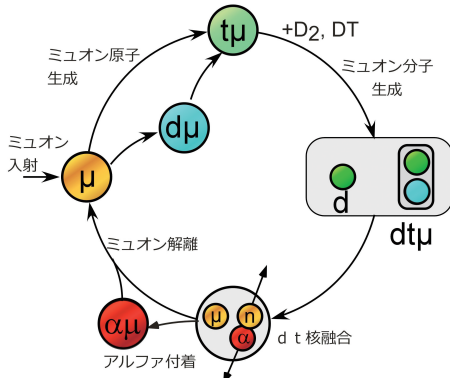 tμ
+D₂, DT
ミュオン原子
生成
ミュオン分子
生成
dμ
ミュオン
入射
μ
d
dtμ
ミュオン解離
μ
n
α
αμ
ｄｔ核融合
アルファ付着